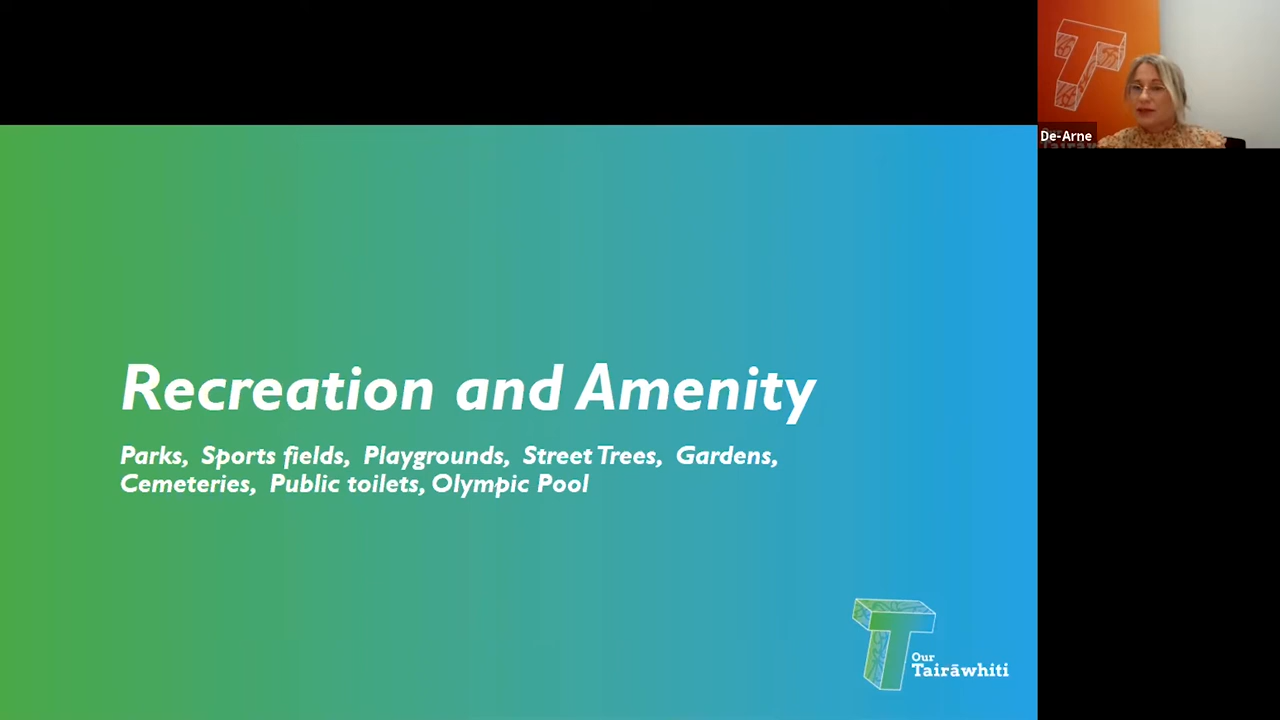 De-Arne
Recreation and Amenity
Parks, Sports fields, Playgrounds, Street Trees, Gardens,
Cemeteries, Public toilets, Olympic Pool
Our
Tairāwhiti